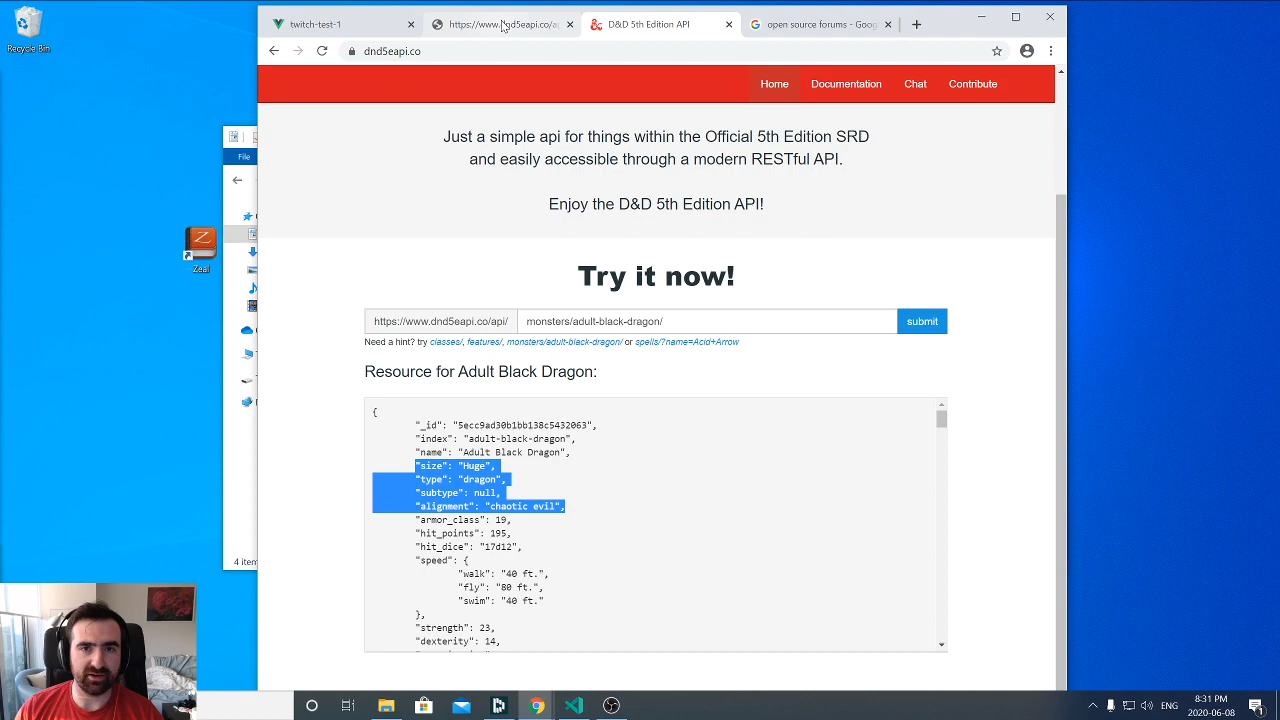 Recycle Bin
twitch-test-1
https://www.dnd5eapi.co/ap
D&D 5th Edition API
open source forums - Goog
dnd5eapi.co
Home
Documentation
Chat
Contribute
Just a simple api for things within the Official 5th Edition SRD
and easily accessible through a modern RESTful API.
Enjoy the D&D 5th Edition API!
File
Zeal
4 item
Try it now!
https://www.dnd5eapi.co/api/
monsters/adult-black-dragon/
submit
Need a hint? try classes/, features/, monsters/adult-black-dragon/ or spells/?name=Acid+Arrow
Resource for Adult Black Dragon:
{
"_id": "5ecc9ad30b1bb138c5432063",
"index": "adult-black-dragon",
"name": "Adult Black Dragon",
"size": "Huge",
"type": "dragon",
"subtype": null,
"alignment": "chaotic evil",
"armor_class": 19,
"hit_points": 195,
"hit_dice": "17d12",
"speed": {
"walk": "40 ft.",
"fly": "80 ft.",
"swim": "40 ft."
},
"strength": 23,
"dexterity": 14,
ENG
8:31 PM
2020-06-08